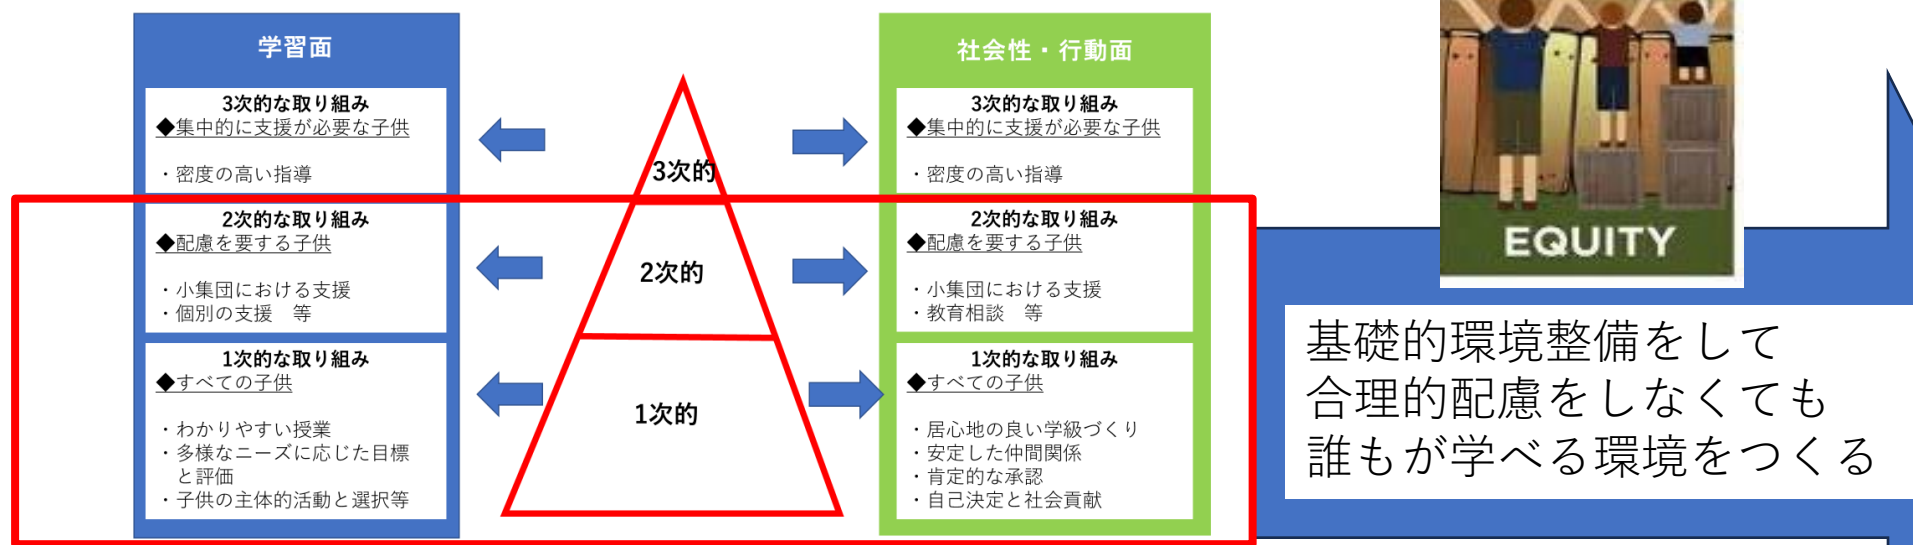 学習面
3次的な取り組み
◆集中的に支援が必要な子供
・密度の高い指導
2次的な取り組み
◆配慮を要する子供
・小集団における支援
・個別の支援　等
1次的な取り組み
◆すべての子供
・わかりやすい授業
・多様なニーズに応じた目標
と評価
・子供の主体的活動と選択等
3次的
2次的
1次的
社会性・行動面
3次的な取り組み
◆集中的に支援が必要な子供
・密度の高い指導
2次的な取り組み
◆配慮を要する子供
・小集団における支援
・教育相談　等
1次的な取り組み
◆すべての子供
・居心地の良い学級づくり
・安定した仲間関係
・肯定的な承認
・自己決定と社会貢献
EQUITY
基礎的環境整備をして
合理的配慮をしなくても
誰もが学べる環境をつくる